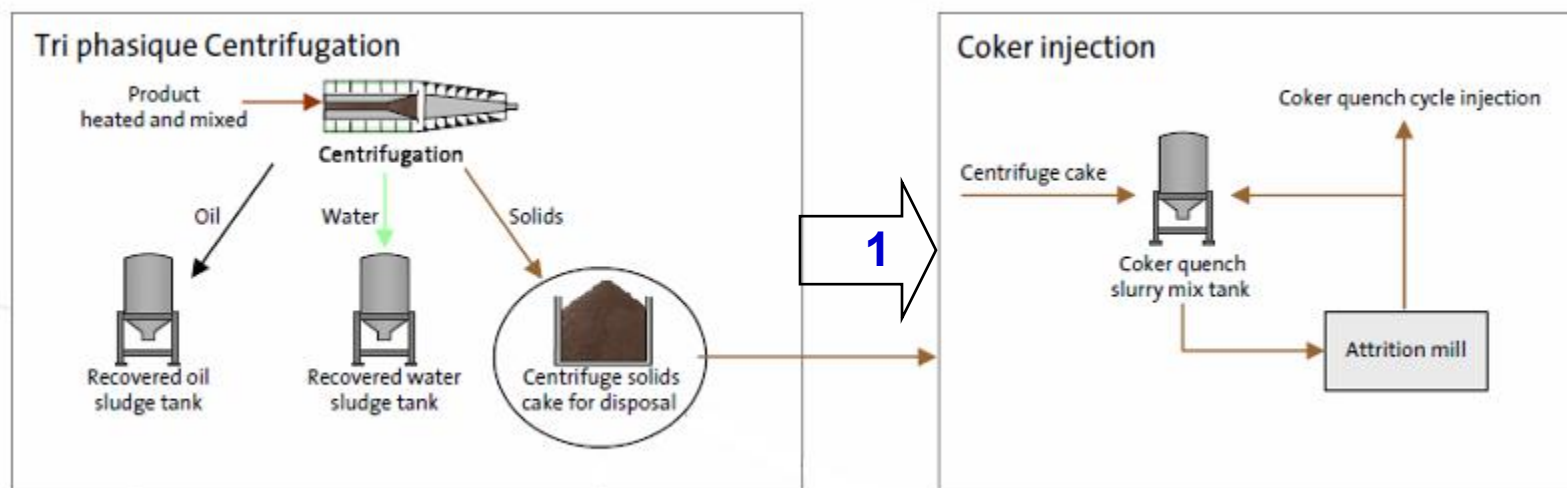 Tri phasique Centrifugation
Product
heated and mixed
Centrifugation
Oil
Water
Solids
Recovered oil
sludge tank
Recovered water
sludge tank
Centrifuge solids
cake for disposal
1
Coker injection
Coker quench cycle injection
Centrifuge cake
Coker quench
slurry mix tank
Attrition mill